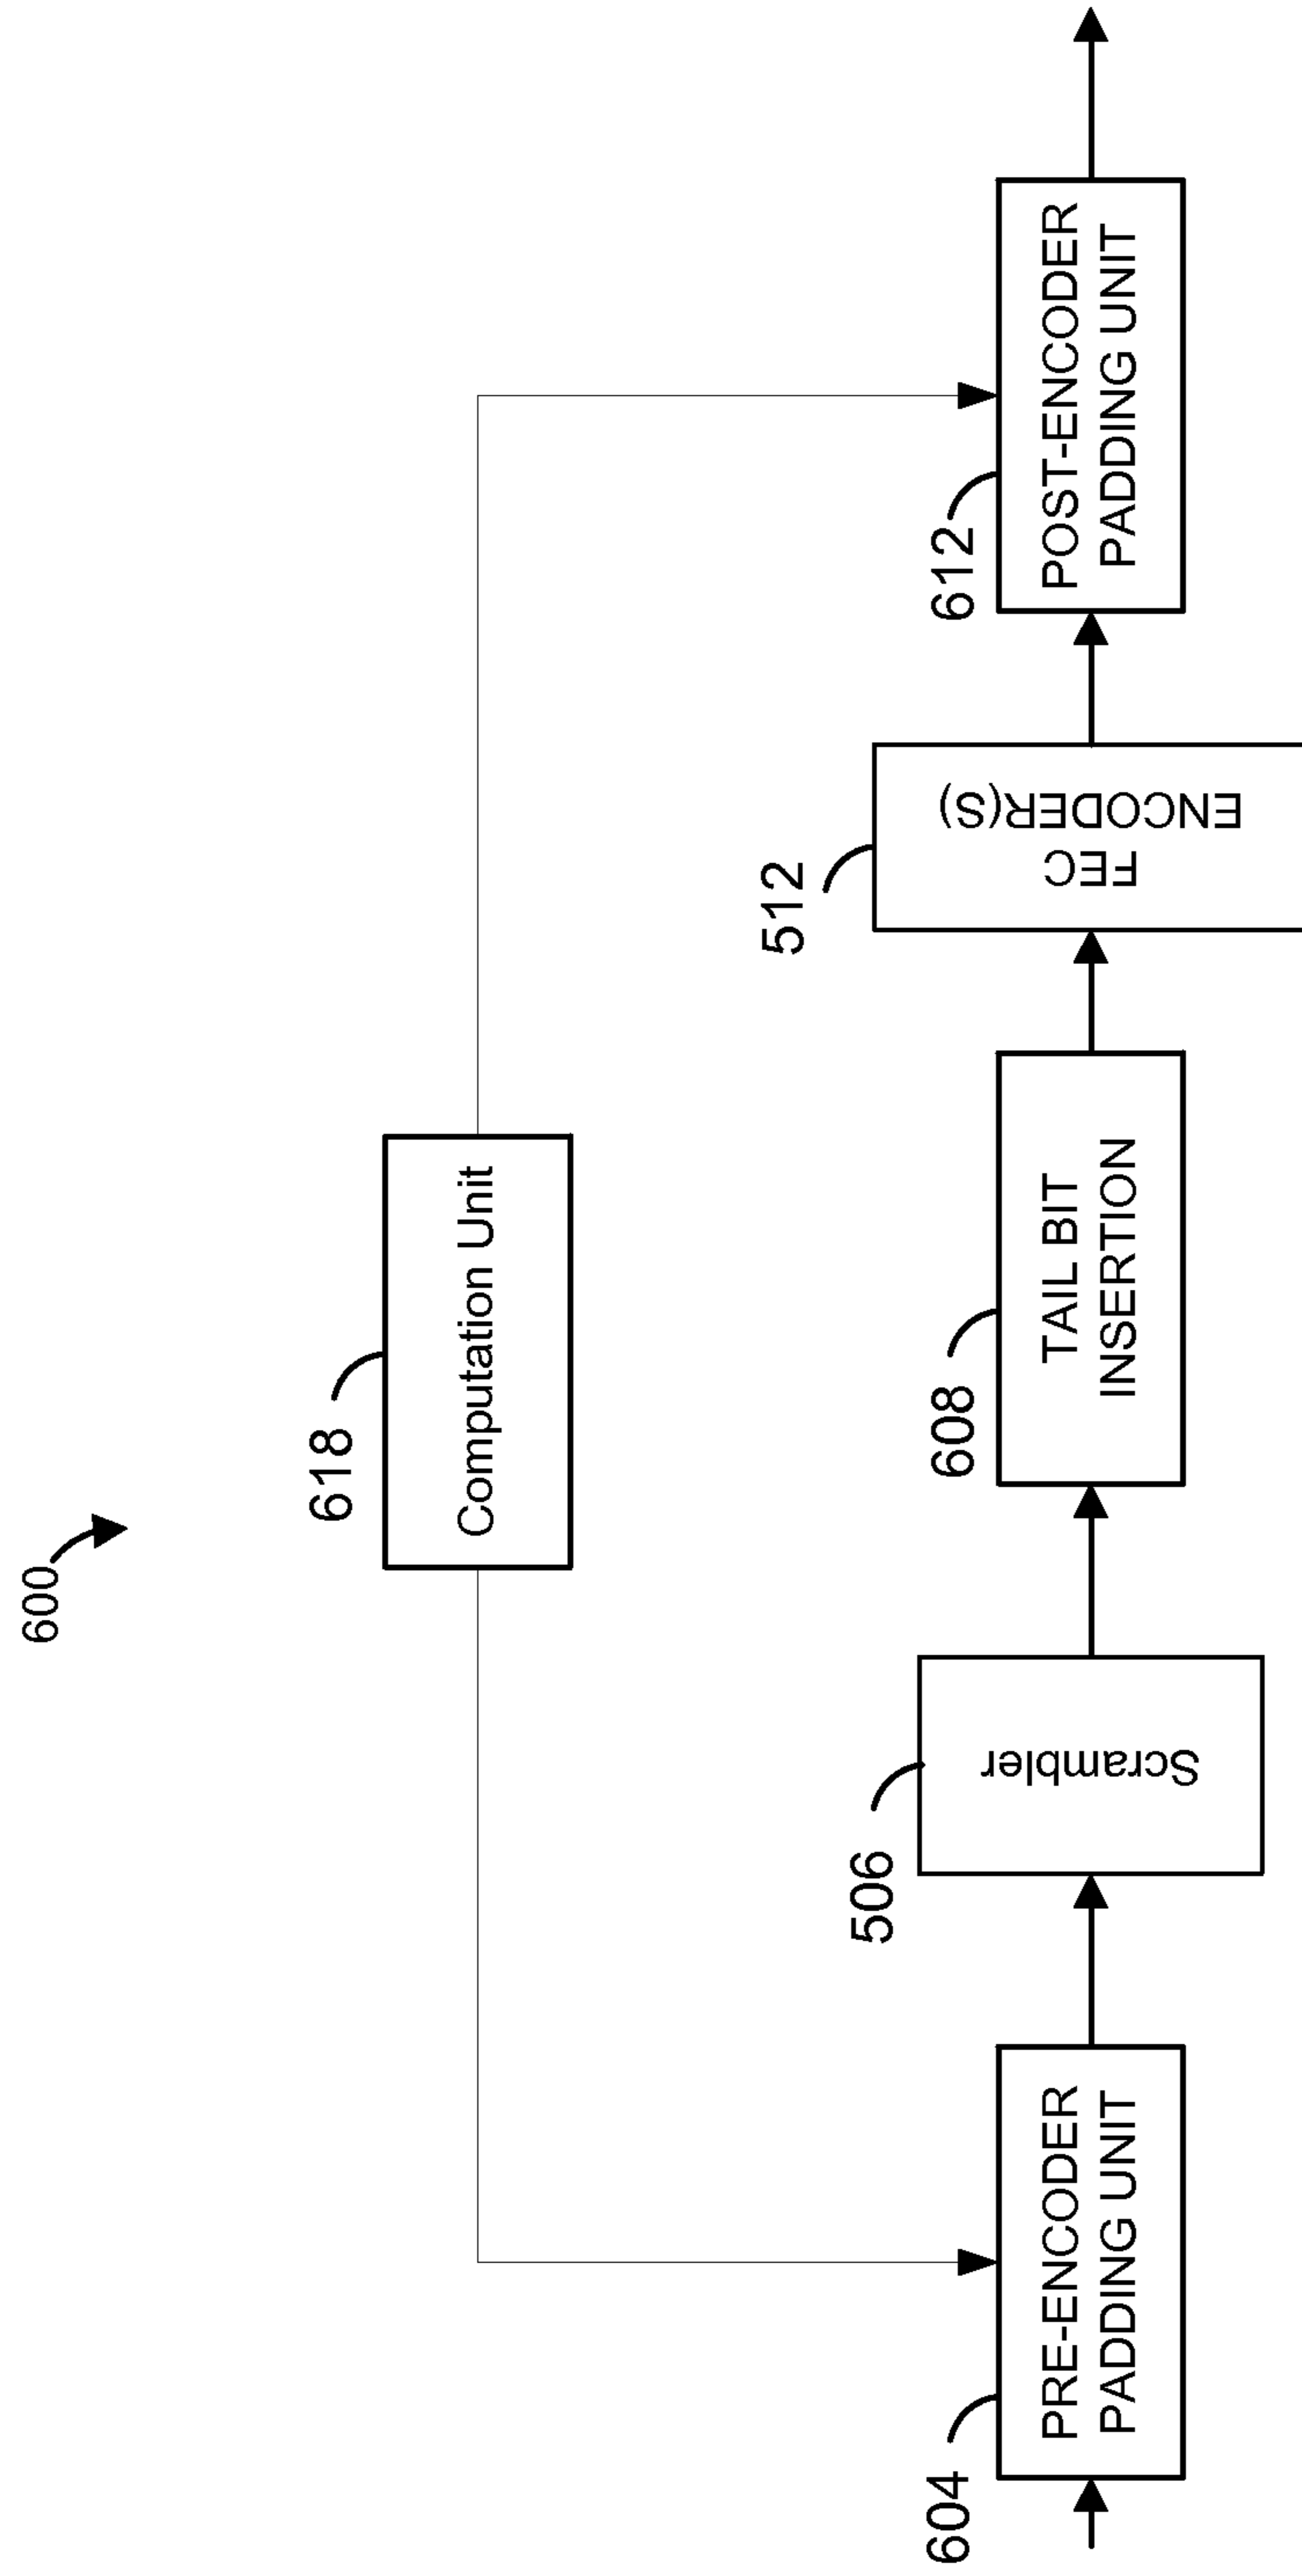 600
618
Computation Unit
604
PRE-ENCODER
PADDING UNIT
506
Scrambler
608
TAIL BIT
INSERTION
512
FEC
ENCODER(S)
612
POST-ENCODER
PADDING UNIT